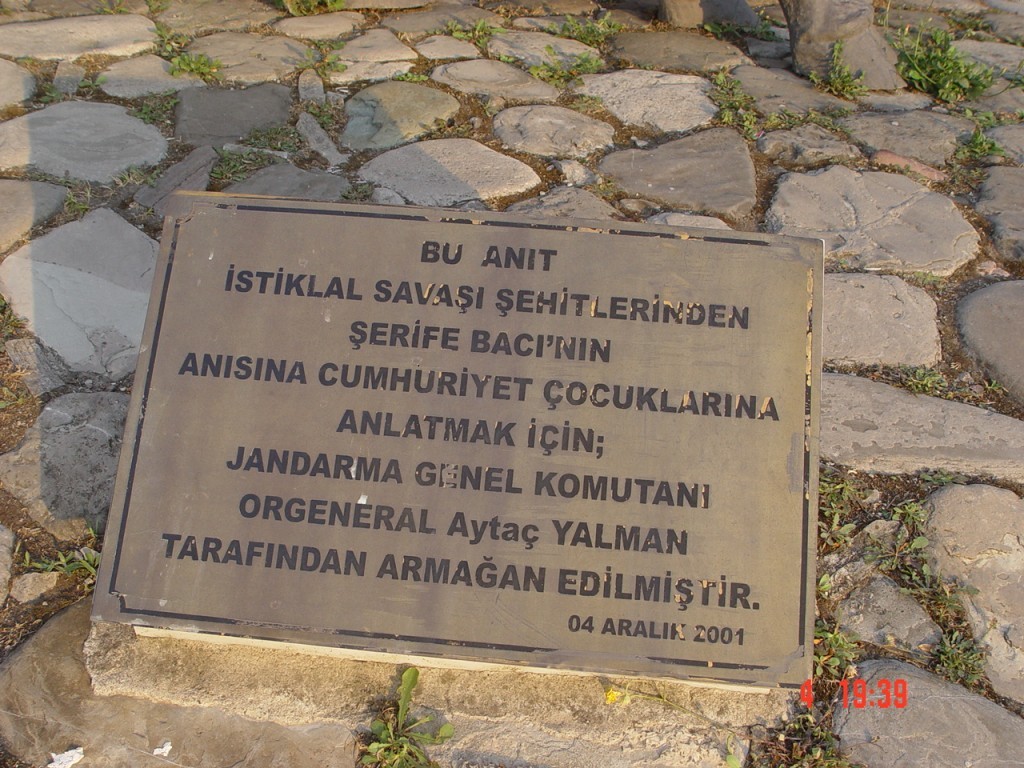 BU ANIT
İSTİKLAL SAVAŞI ŞEHİTLERİNDEN
ŞERİFE BACI'NIN
ANISINA CUMHURİYET ÇOCUKLARINA
ANLATMAK İÇİN;
JANDARMA GENEL KOMUTANI
ORGENERAL Aytaç YALMAN
TARAFINDAN ARMAĞAN EDİLMİŞTİR.
04 ARALIK 2001
4 19:39